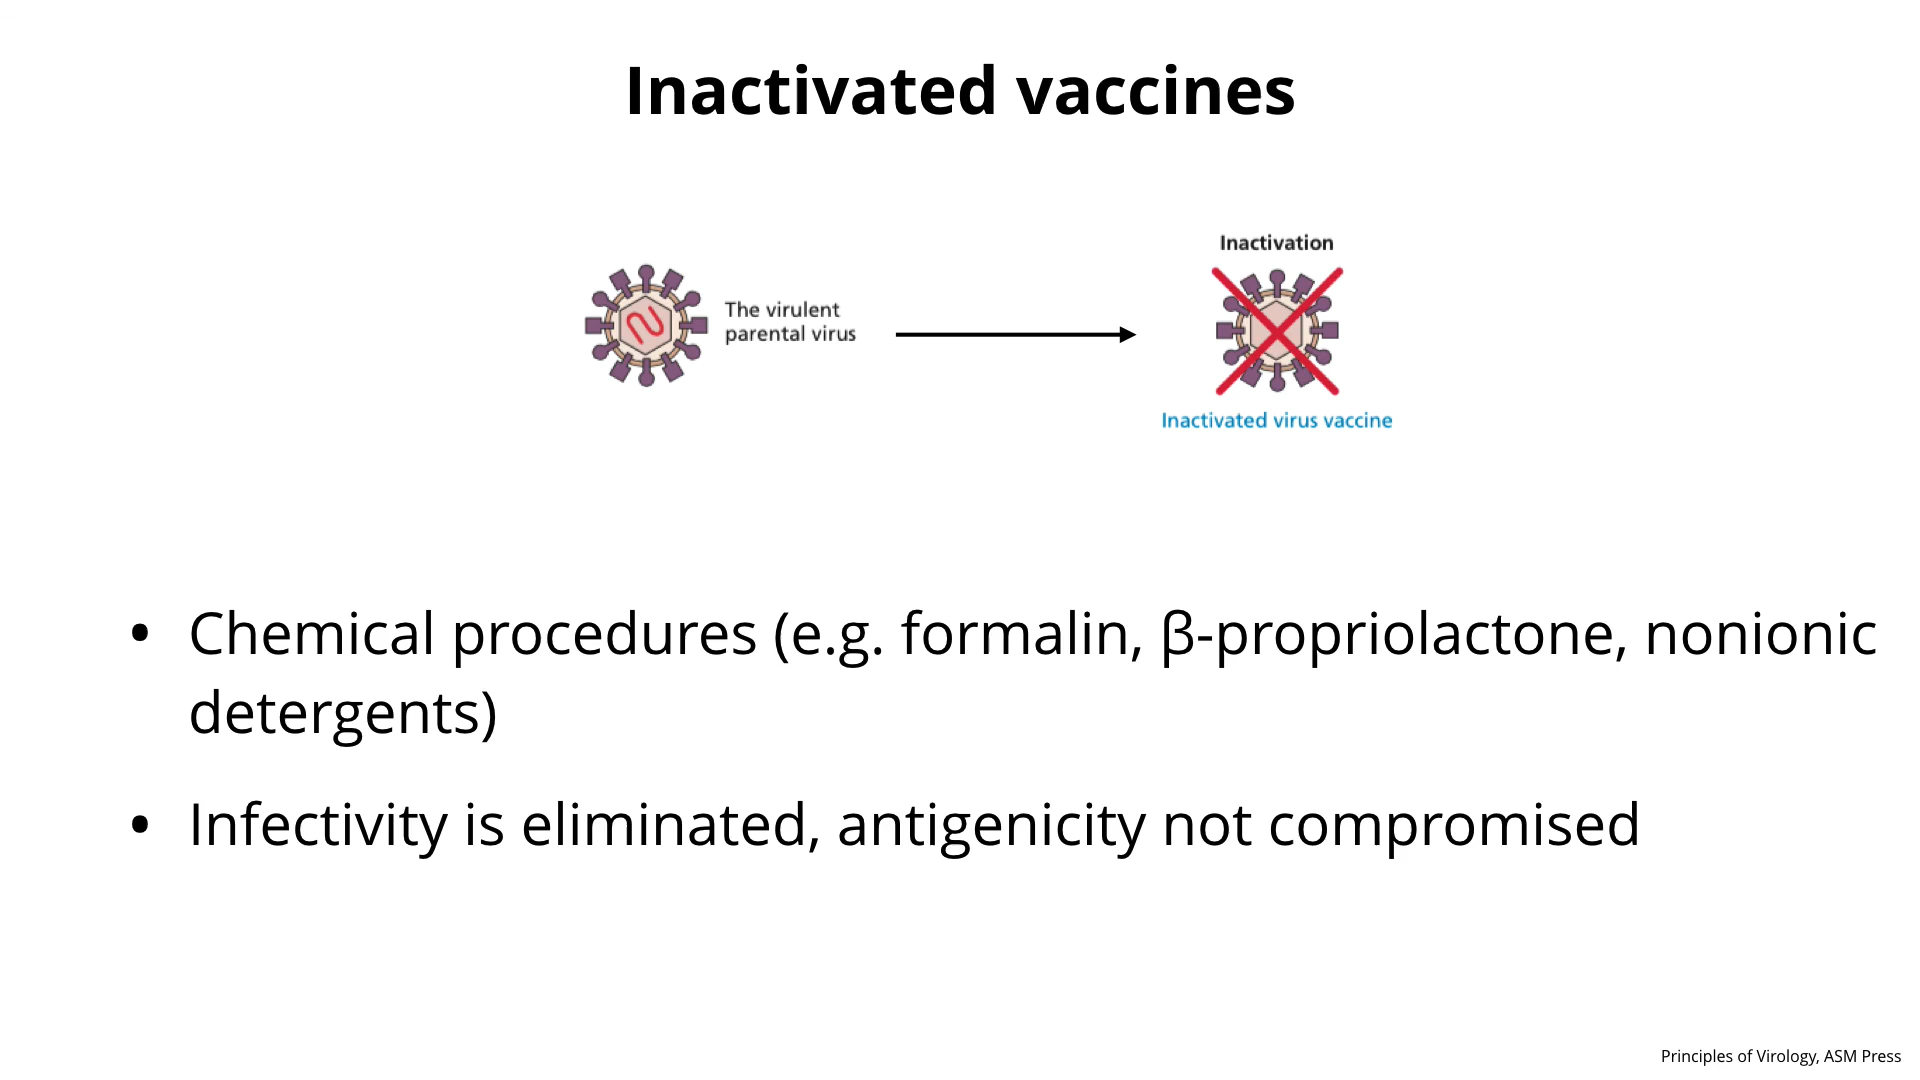 Inactivated vaccines
Inactivation
The virulent
parental virus
Inactivated virus vaccine
• Chemical procedures (e.g. formalin, β-propriolactone, nonionic
detergents)
• Infectivity is eliminated, antigenicity not compromised
Principles of Virology, ASM Press